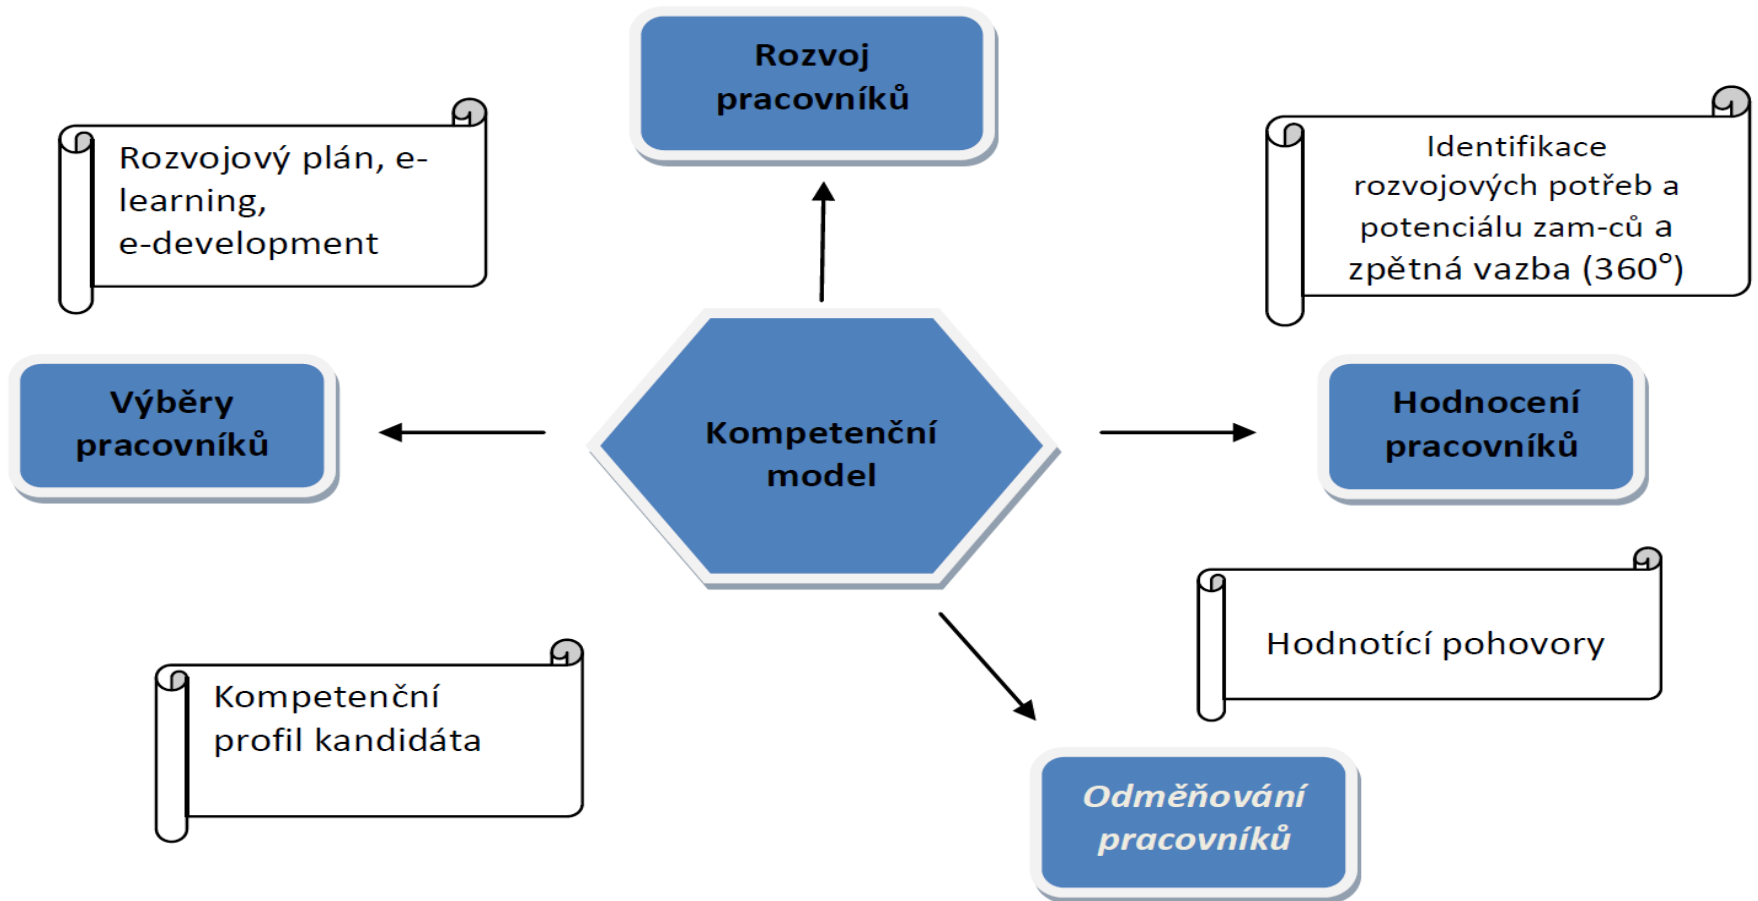 Rozvoj
pracovníků
Rozvojový plán, e-
learning,
e-development
Identifikace
rozvojových potřeb a
potenciálu zam-ců a
zpětná vazba (360°)
Výběry
pracovníků
Kompetenční
model
Hodnocení
pracovníků
Kompetenční
profil kandidáta
Hodnotící pohovory
Odměňování
pracovníků